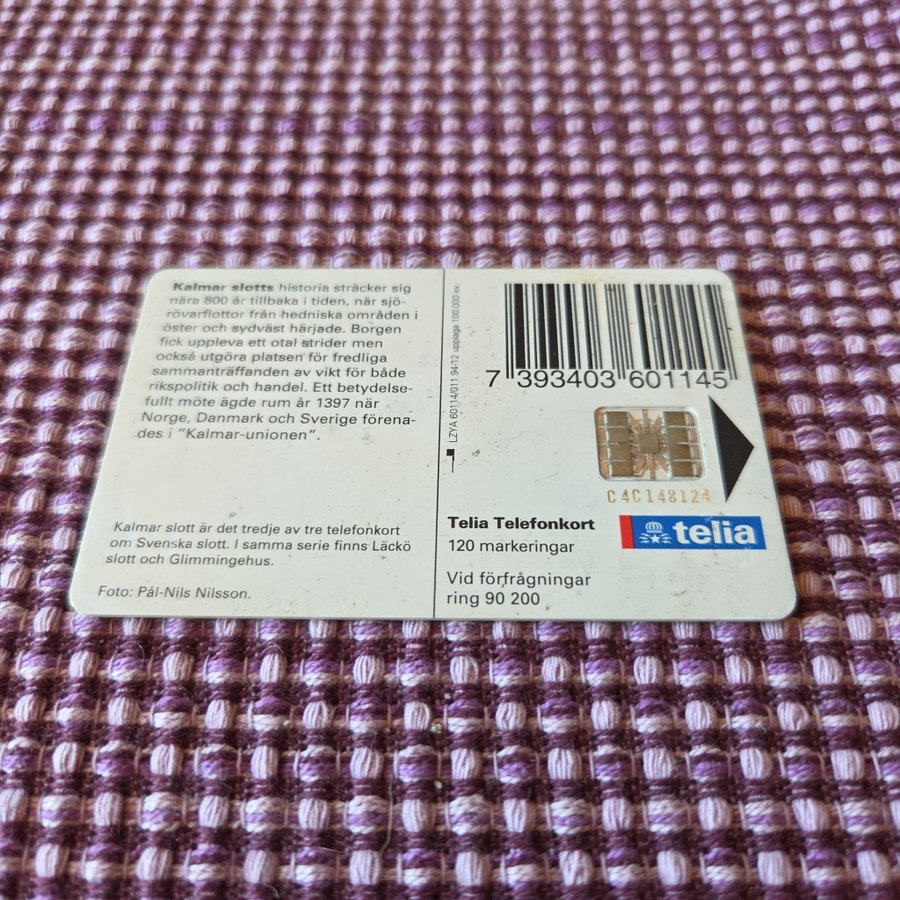 Kalmar slotts historia sträcker sig
nära 800 år tillbaka i tiden, när sjö-
rövarflottor från hedniska områden i
öster och sydväst härjade. Borgen
fick uppleva ett otal strider men
också utgöra platsen för fredliga
sammanträffanden av vikt för både
rikspolitik och handel. Ett betydelse-
fullt möte ägde rum år 1397 när
Norge, Danmark och Sverige förena-
des i "Kalmar-unionen".
Kalmar slott är det tredje av tre telefonkort
om Svenska slott. I samma serie finns Läckö
slott och Glimmingehus.
Foto: Pål-Nils Nilsson.
LZYA 60114/011 94-12 upplaga 100.000 ex.
7 393403 601145
C4C148124
Telia Telefonkort
120 markeringar
Vid förfrågningar
ring 90 200
telia